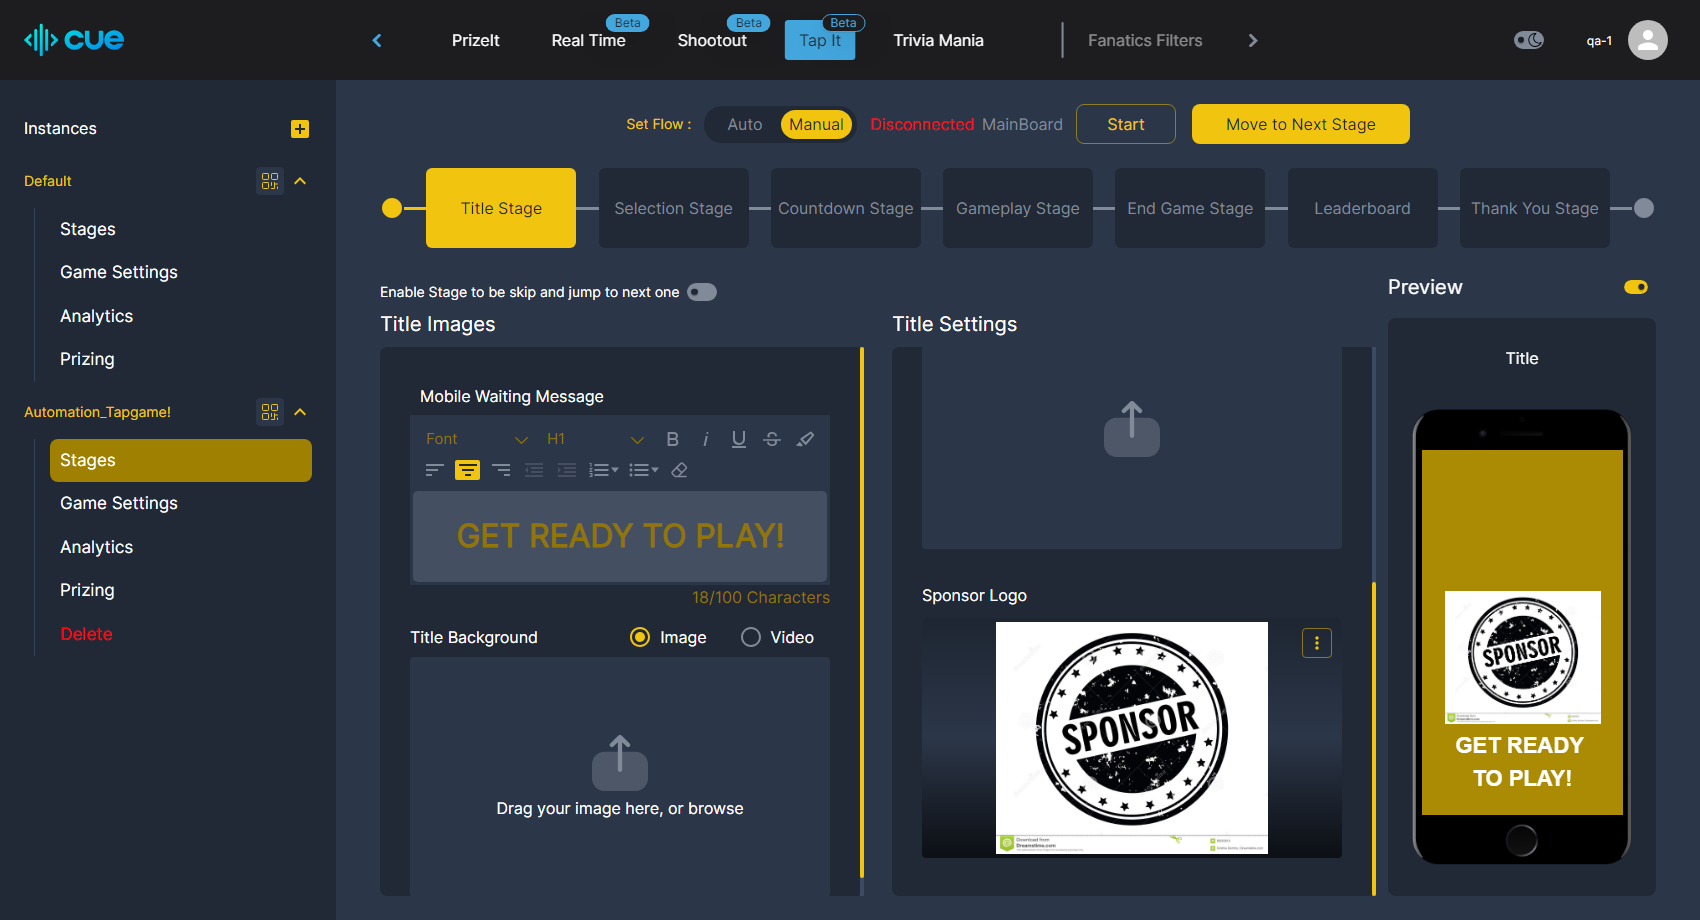 cue
PrizeIt
Real Time
Beta
Shootout
Beta
Tap It
Beta
Trivia Mania
Fanatics Filters
qa-1
Instances
Default
Stages
Game Settings
Analytics
Prizing
Automation_Tapgame!
Stages
Game Settings
Analytics
Prizing
Delete
Set Flow :
Auto
Manual
Disconnected MainBoard
Start
Move to Next Stage
Title Stage
Selection Stage
Countdown Stage
Gameplay Stage
End Game Stage
Leaderboard
Thank You Stage
Enable Stage to be skip and jump to next one
Title Images
Mobile Waiting Message
Font
H1
B
i
U
S
GET READY TO PLAY!
18/100 Characters
Title Background
Image
Video
Drag your image here, or browse
Title Settings
Sponsor Logo
SPONSOR
Download from
Dreamstime.com
Preview
Title
SPONSOR
GET READY
TO PLAY!